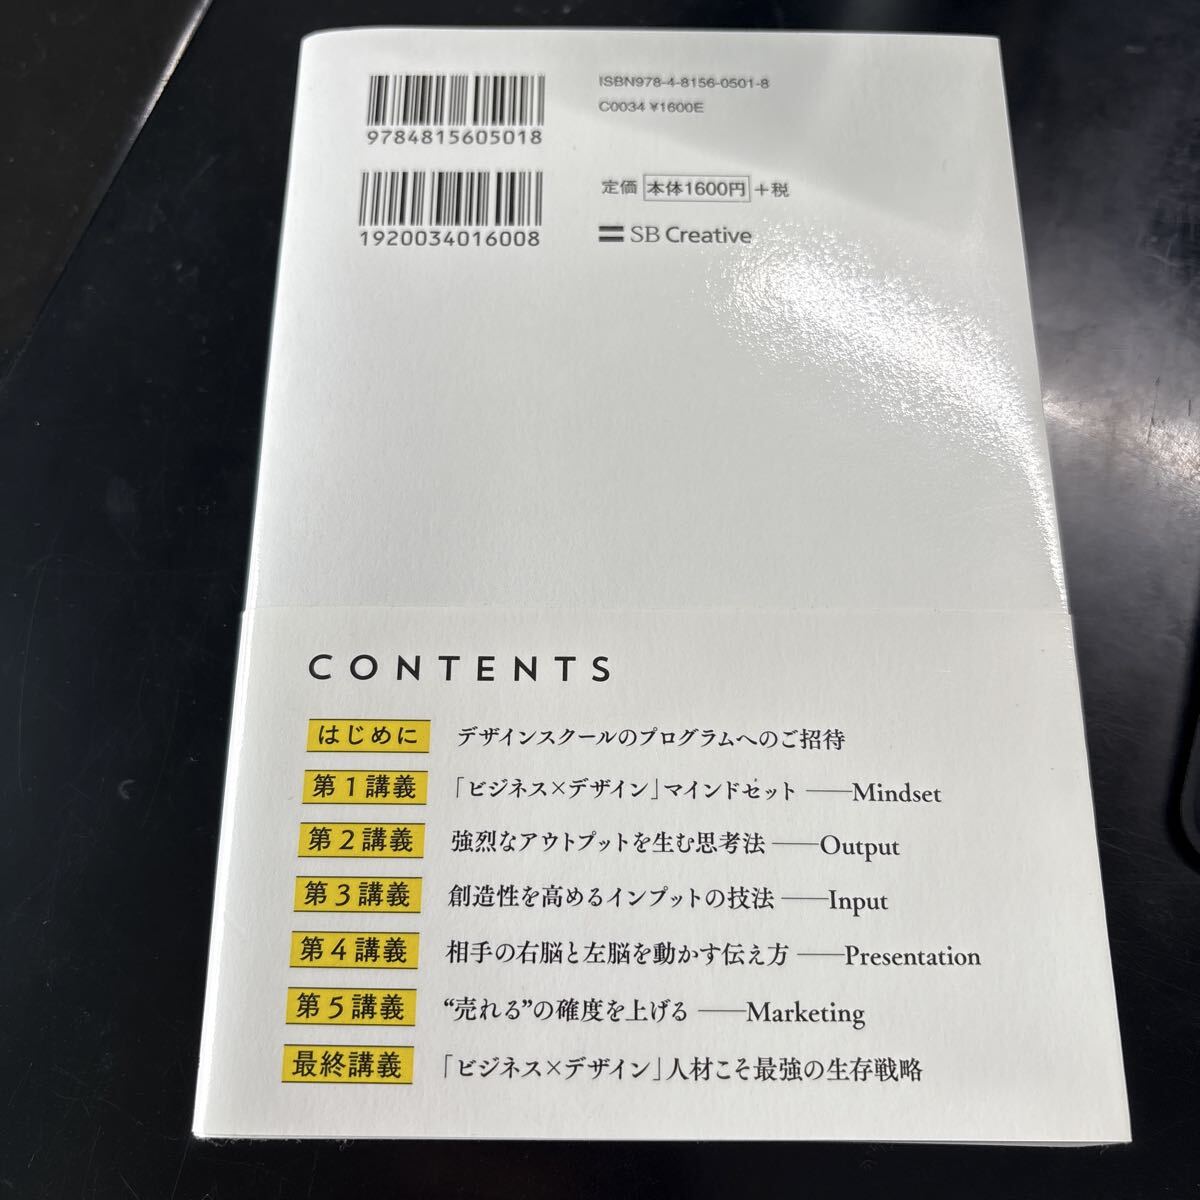 9784815605018
ISBN978-4-8156-0501-8
C0034 ¥1600E
1920034016008
定価 本体1600円 +税
SB Creative
CONTENTS
はじめに デザインスクールのプログラムへのご招待
第1講義 「ビジネス×デザイン」マインドセット ──Mindset
第2講義 強烈なアウトプットを生む思考法 ──Output
第3講義 創造性を高めるインプットの技法 ──Input
第4講義 相手の右脳と左脳を動かす伝え方 ──Presentation
第5講義 “売れる”の確度を上げる ──Marketing
最終講義 「ビジネス×デザイン」人材こそ最強の生存戦略